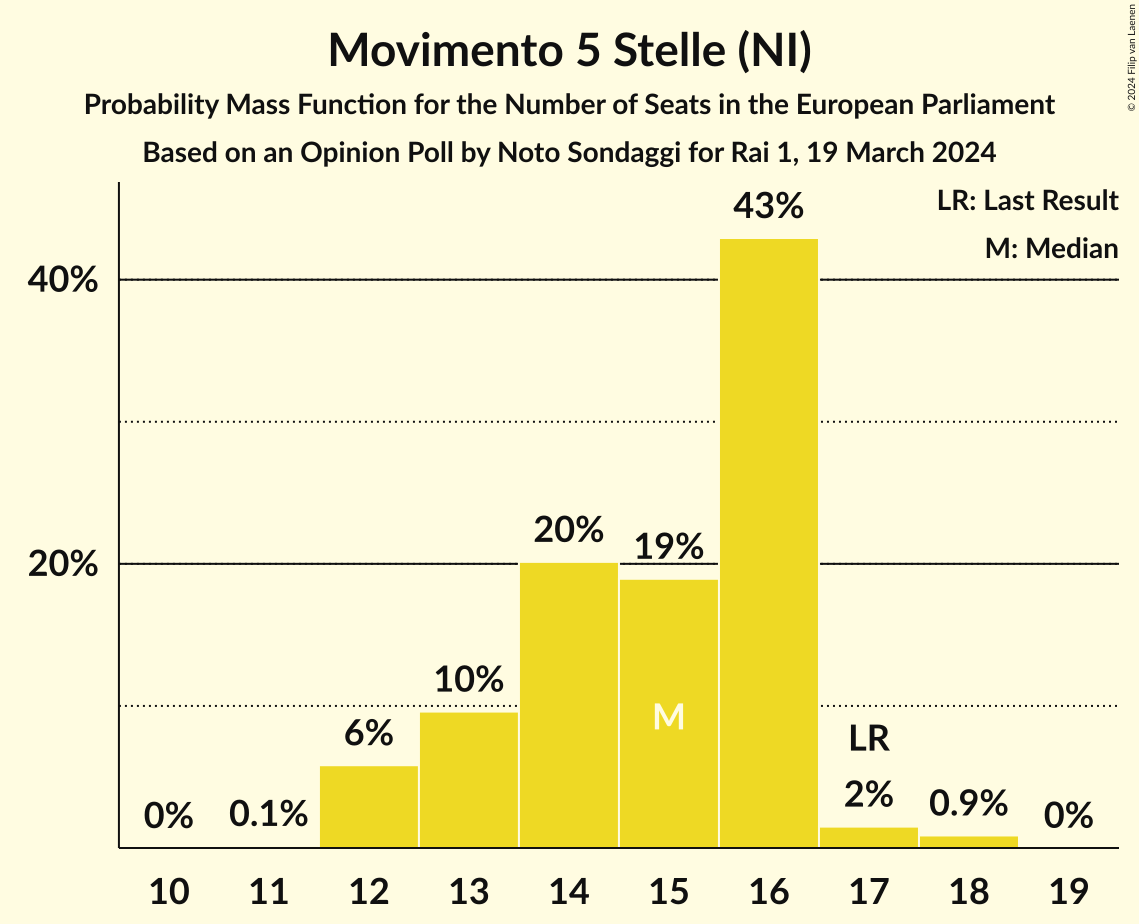 Movimento 5 Stelle (NI)
Probability Mass Function for the Number of Seats in the European Parliament
Based on an Opinion Poll by Noto Sondaggi for Rai 1, 19 March 2024
© 2024 Filip van Laenen
LR: Last Result
M: Median
43%
40%
20%
19%
20%
10%
M
6%
LR
2%
0.9%
0%
0.1%
0%
10 11 12 13 14 15 16 17 18 19